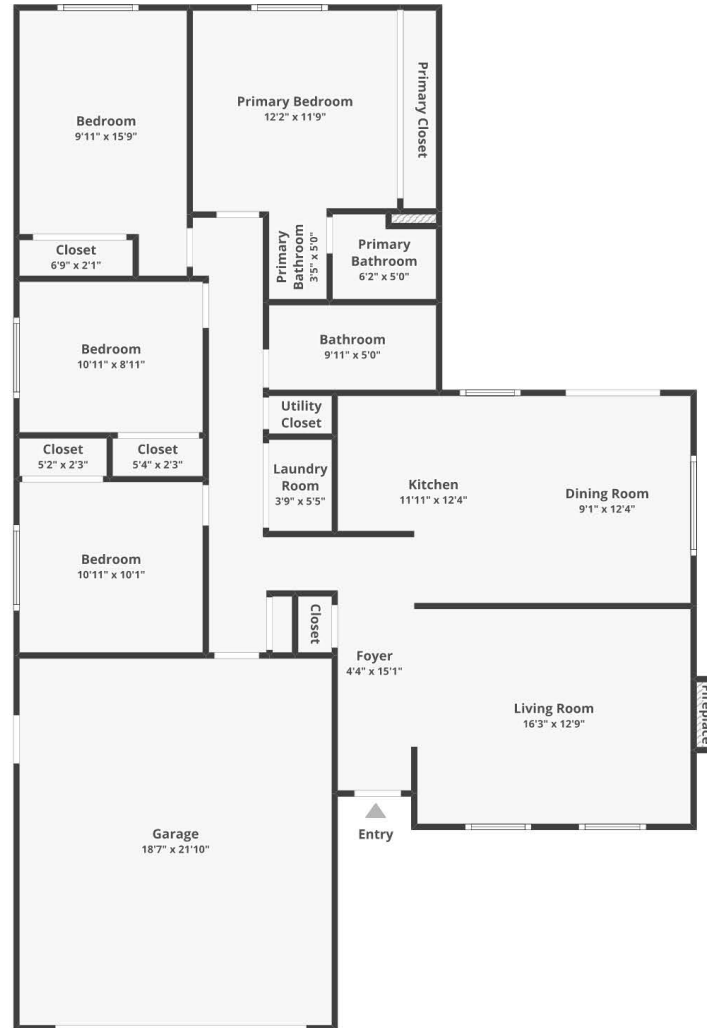 Bedroom
9'11" x 15'9"
Primary Bedroom
12'2" x 11'9"
Primary Closet
Closet
6'9" x 2'1"
Primary
Bathroom
3'5" x 5'0"
Primary
Bathroom
6'2" x 5'0"
Bedroom
10'11" x 8'11"
Bathroom
9'11" x 5'0"
Utility
Closet
Closet
5'2" x 2'3"
Closet
5'4" x 2'3"
Laundry
Room
3'9" x 5'5"
Kitchen
11'11" x 12'4"
Dining Room
9'1" x 12'4"
Bedroom
10'11" x 10'1"
Closet
Foyer
4'4" x 15'1"
Living Room
16'3" x 12'9"
Fireplace
Garage
18'7" x 21'10"
Entry